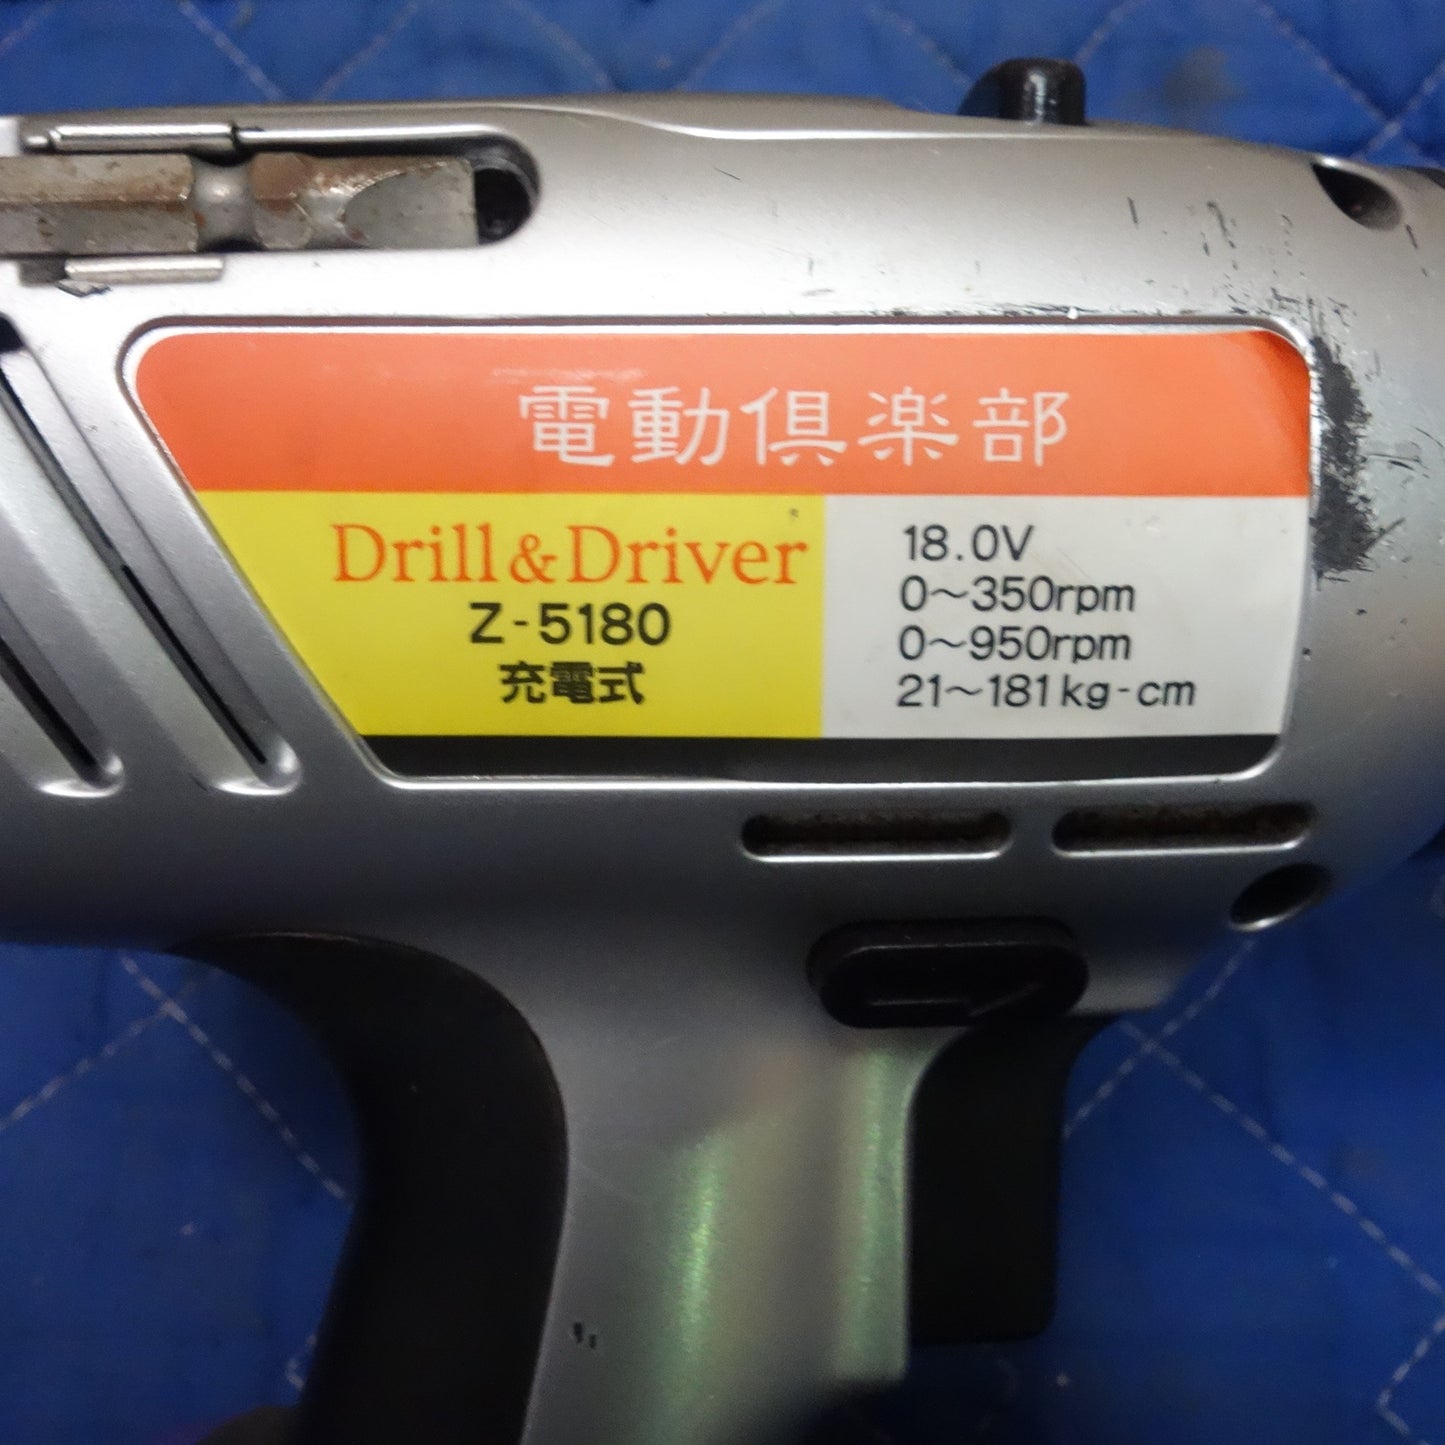 電動倶楽部
Drill&Driver
Z-5180
充電式
18.0V
0～350rpm
0～950rpm
21～181kg-cm